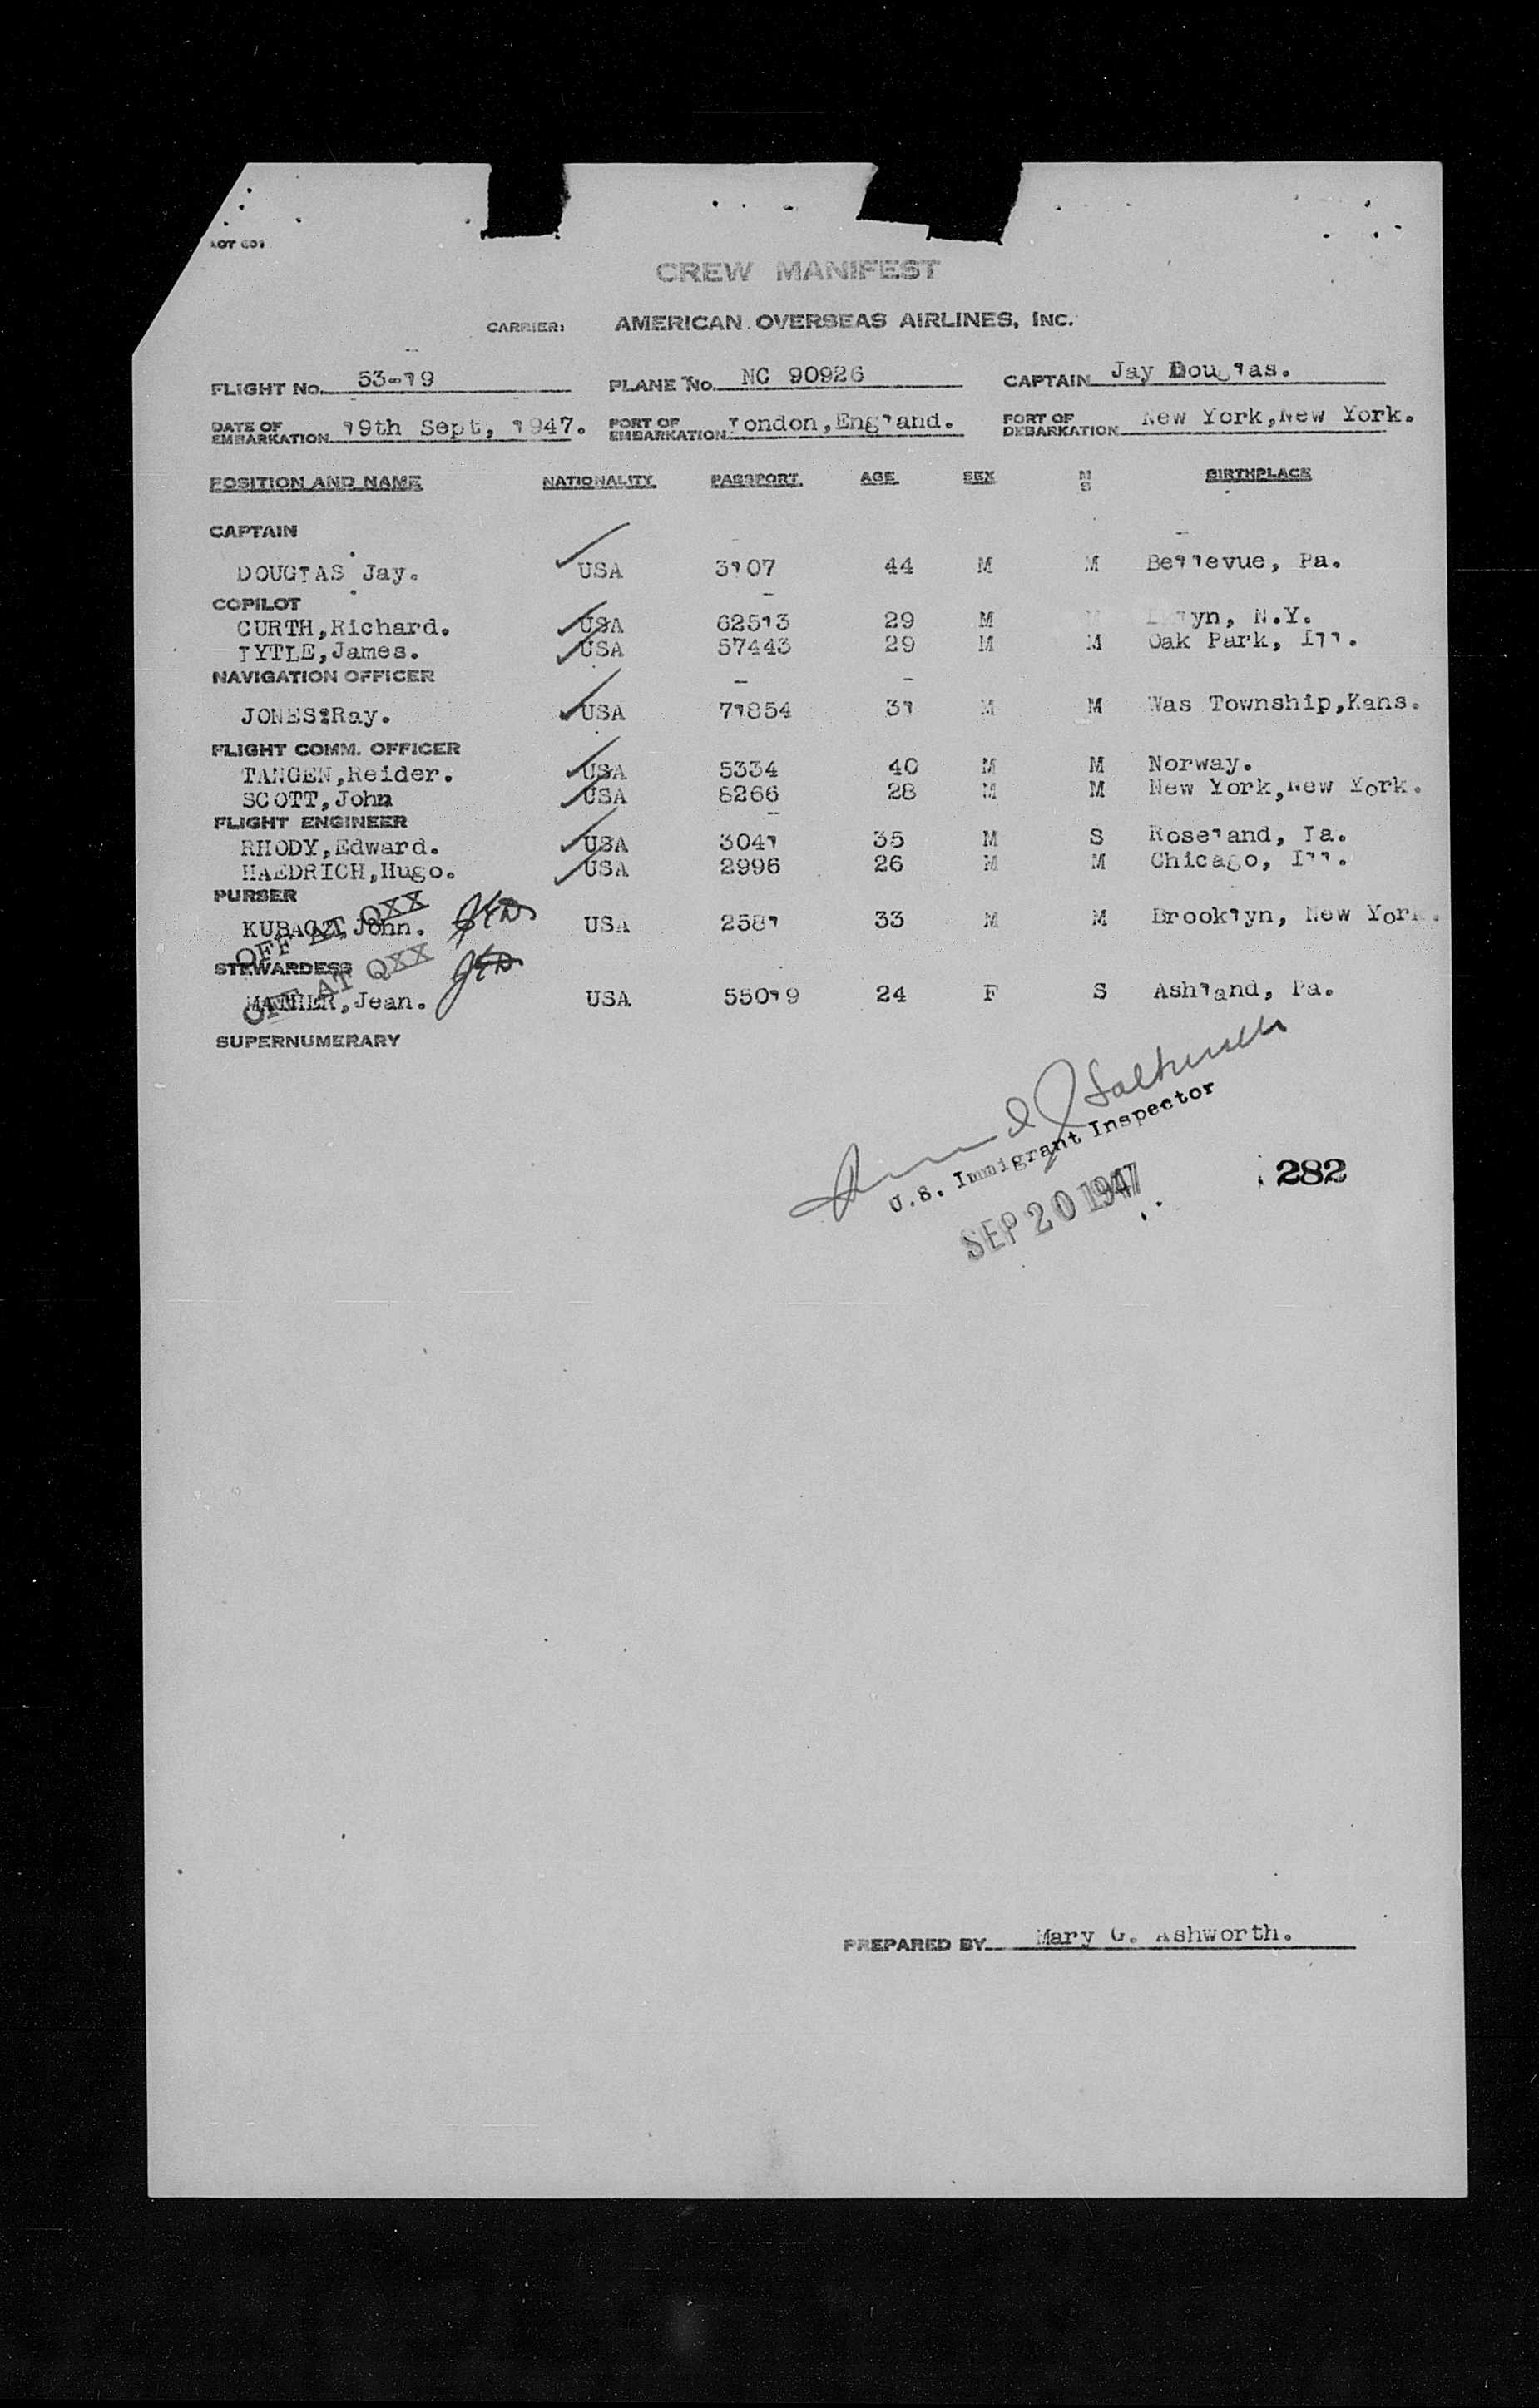 CREW MANIFEST
CARRIER: AMERICAN OVERSEAS AIRLINES, INC.
FLIGHT No. 53-19 PLANE No. NC 90926 CAPTAIN Jay Douglas.
DATE OF EMBARKATION 19th Sept, 1947. PORT OF EMBARKATION London, England. PORT OF DEBARKATION New York, New York.
POSITION AND NAME NATIONALITY PASSPORT AGE SEX M S BIRTHPLACE
CAPTAIN
DOUGLAS Jay. USA 3107 44 M M Bellevue, Pa.
COPILOT
CURTH, Richard. USA 62513 29 M M N.Y.
LYTLE, James. USA 57443 29 M M Oak Park, Ill.
NAVIGATION OFFICER
JONES, Ray. USA 71854 31 M M Was Township, Kans.
FLIGHT COMM. OFFICER
TANGEN, Reider. USA 5334 40 M M Norway.
SCOTT, John USA 8266 28 M M New York, New York.
FLIGHT ENGINEER
RHODY, Edward. USA 3041 35 M S Roseland, La.
HAEDRICH, Hugo. USA 2996 26 M M Chicago, Ill.
PURSER
OFF AT QXX
John. USA 2581 33 M M Brooklyn, New York.
STEWARDESS
OFF AT QXX
Jean. USA 55019 24 F S Ashland, Pa.
SUPERNUMERARY
U.S. Immigrant Inspector
282
SEP 20 1947
PREPARED BY Mary G. Ashworth.